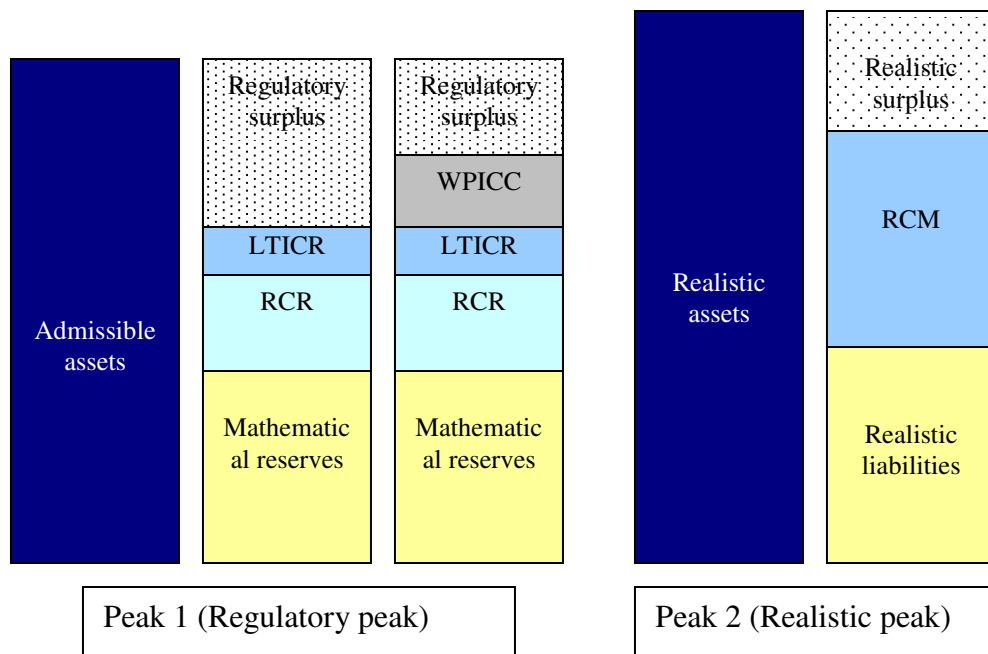 Admissible
assets
Regulatory
surplus
LTICR
RCR
Mathematic
al reserves
Regulatory
surplus
WPICC
LTICR
RCR
Mathematic
al reserves
Realistic
assets
Realistic
surplus
RCM
Realistic
liabilities
Peak 1 (Regulatory peak)
Peak 2 (Realistic peak)